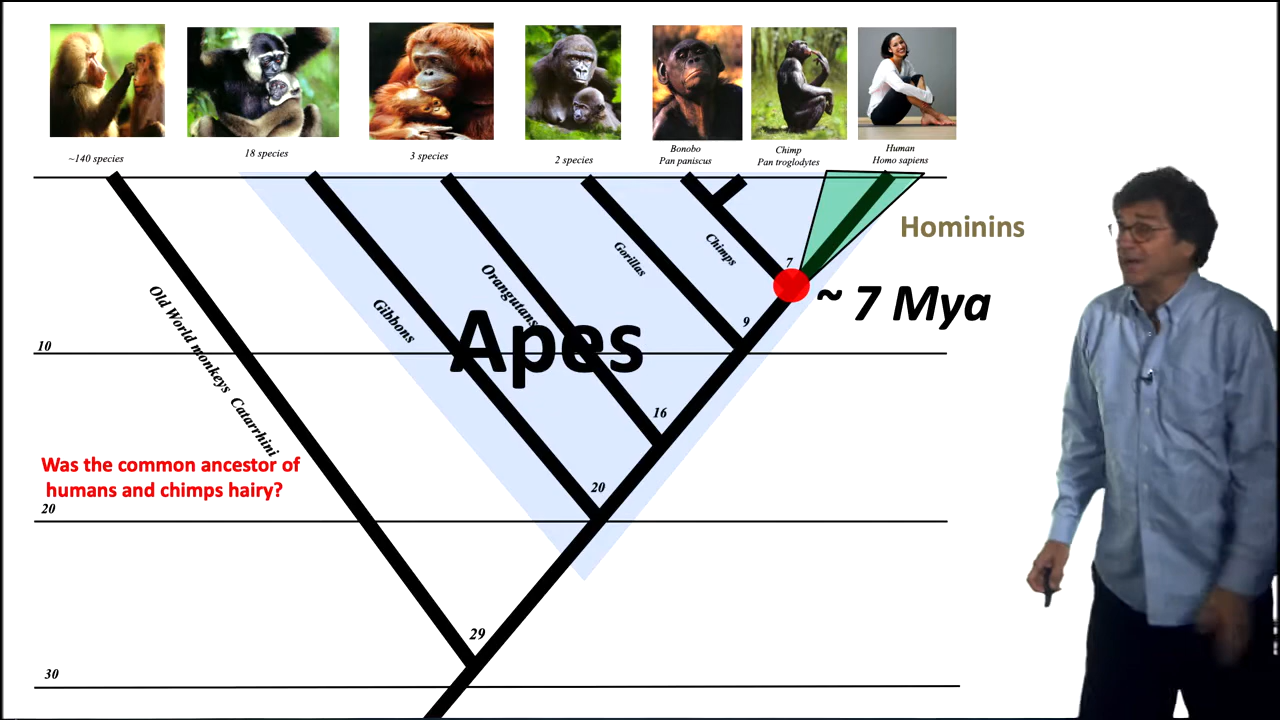 ~140 species
18 species
3 species
2 species
Bonobo
Pan paniscus
Chimp
Pan troglodytes
Human
Homo sapiens
Hominins
Chimps
Gorillas
Orangutans
Gibbons
Old World monkeys Catarrhini
7
~ 7 Mya
9
Apes
10
16
Was the common ancestor of
humans and chimps hairy?
20
20
29
30